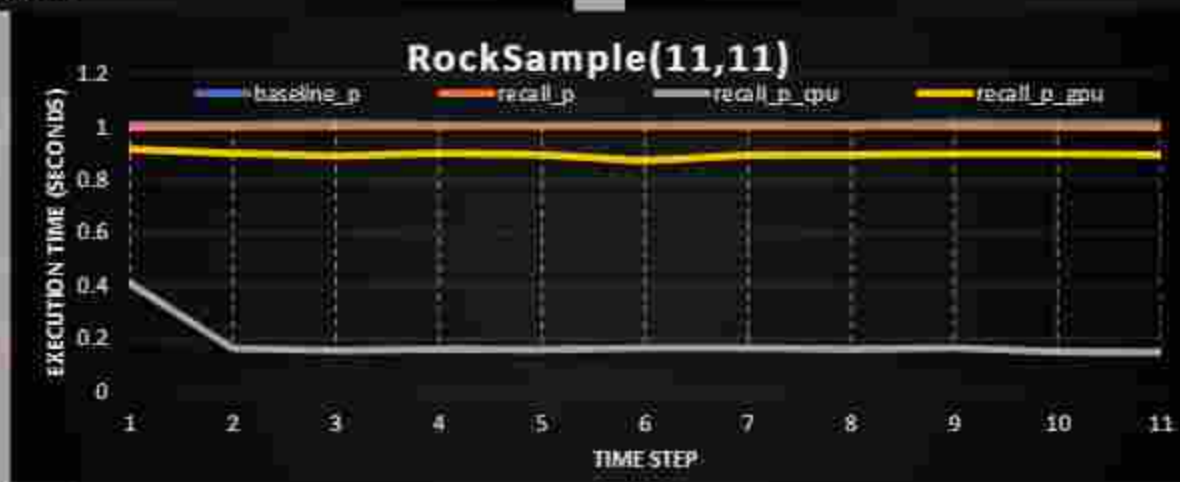 RockSample(11,11)
baseline_p recall_p recall_p_cpu recall_p_gpu
EXECUTION TIME (SECONDS)
1.2
1
0.8
0.6
0.4
0.2
0
1 2 3 4 5 6 7 8 9 10 11
TIME STEP